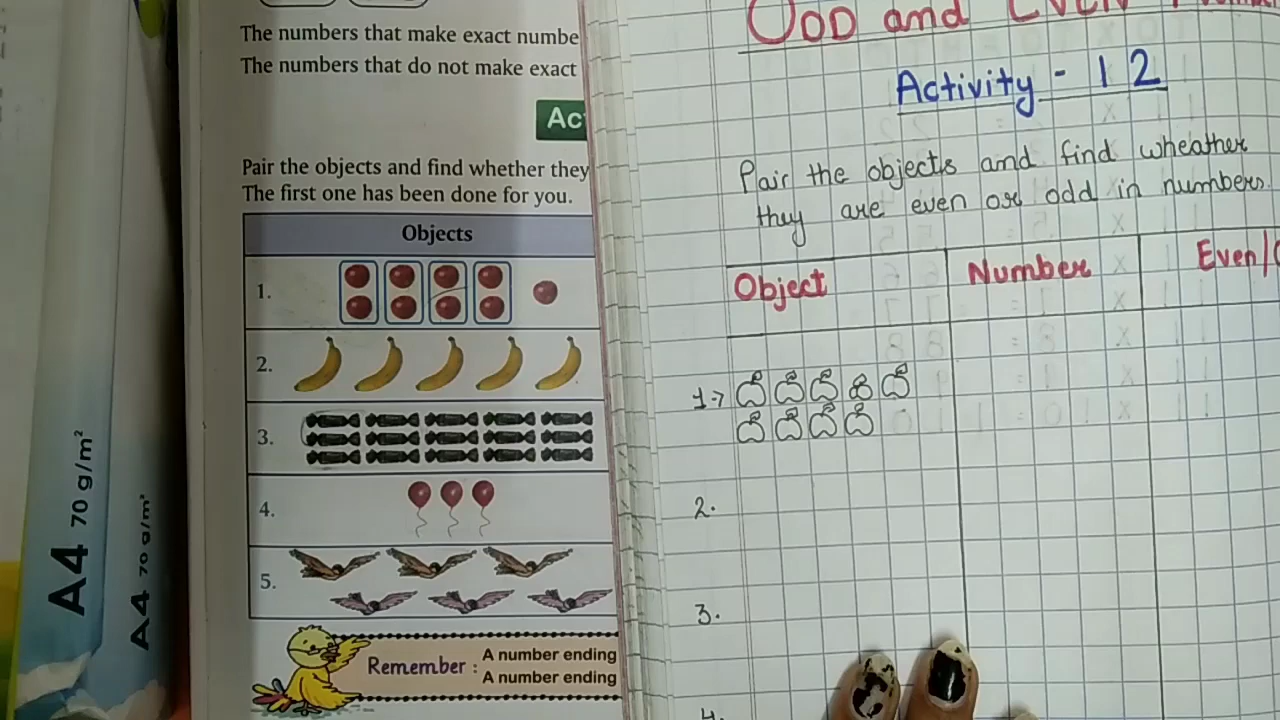 The numbers that make exact numbe
The numbers that do not make exact
Ac
Pair the objects and find whether they
The first one has been done for you.
Objects
1.
2.
3.
4.
5.
Remember :
A number ending
A number ending
A4 70 g/m²
A4 70 g/m²
ODD and
Activity - 12
Pair the objects and find wheather
they are even or odd in numbers.
Object Number Even/
1→
2.
3.
4.